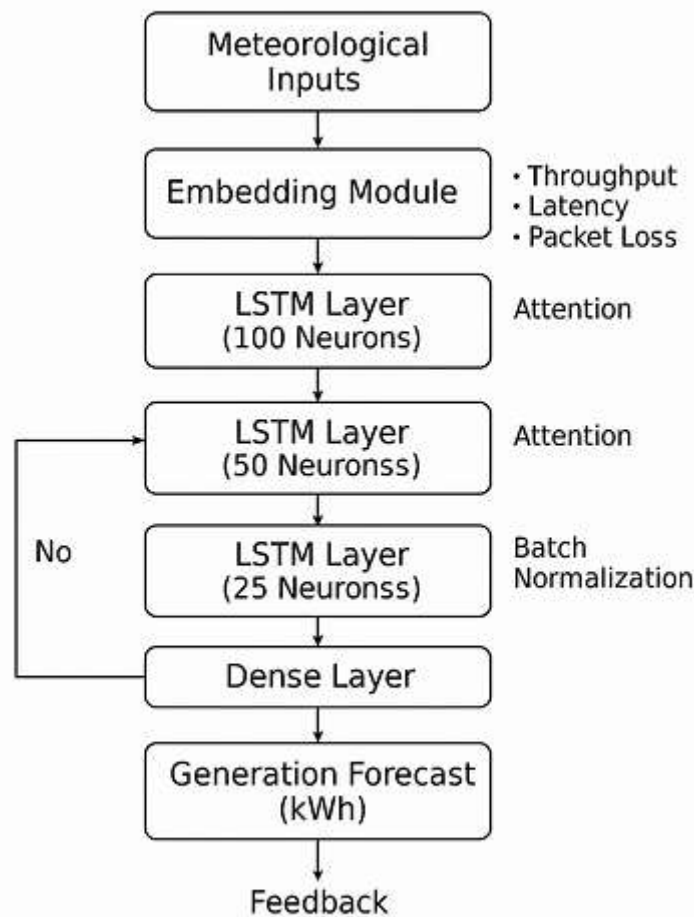 Meteorological
Inputs
Embedding Module
• Throughput
• Latency
• Packet Loss
LSTM Layer
(100 Neurons)
Attention
LSTM Layer
(50 Neuronss)
Attention
No
LSTM Layer
(25 Neuronss)
Batch
Normalization
Dense Layer
Generation Forecast
(kWh)
Feedback